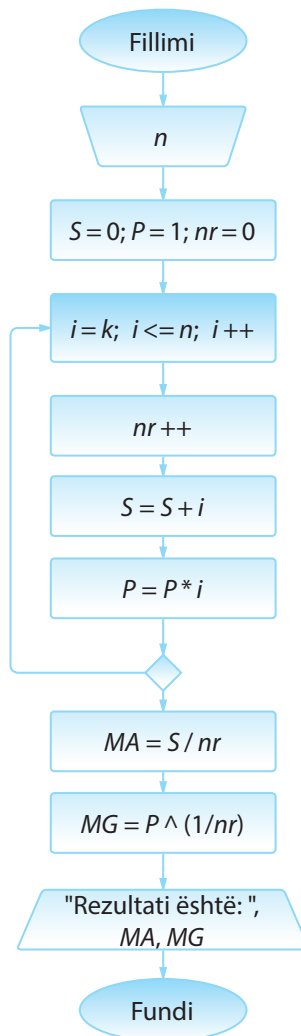 Fillimi
n
S = 0; P = 1; nr = 0
i = k; i <= n; i ++
nr ++
S = S + i
P = P * i
MA = S / nr
MG = P ^ (1/nr)
"Rezultati është: ",
MA, MG
Fundi